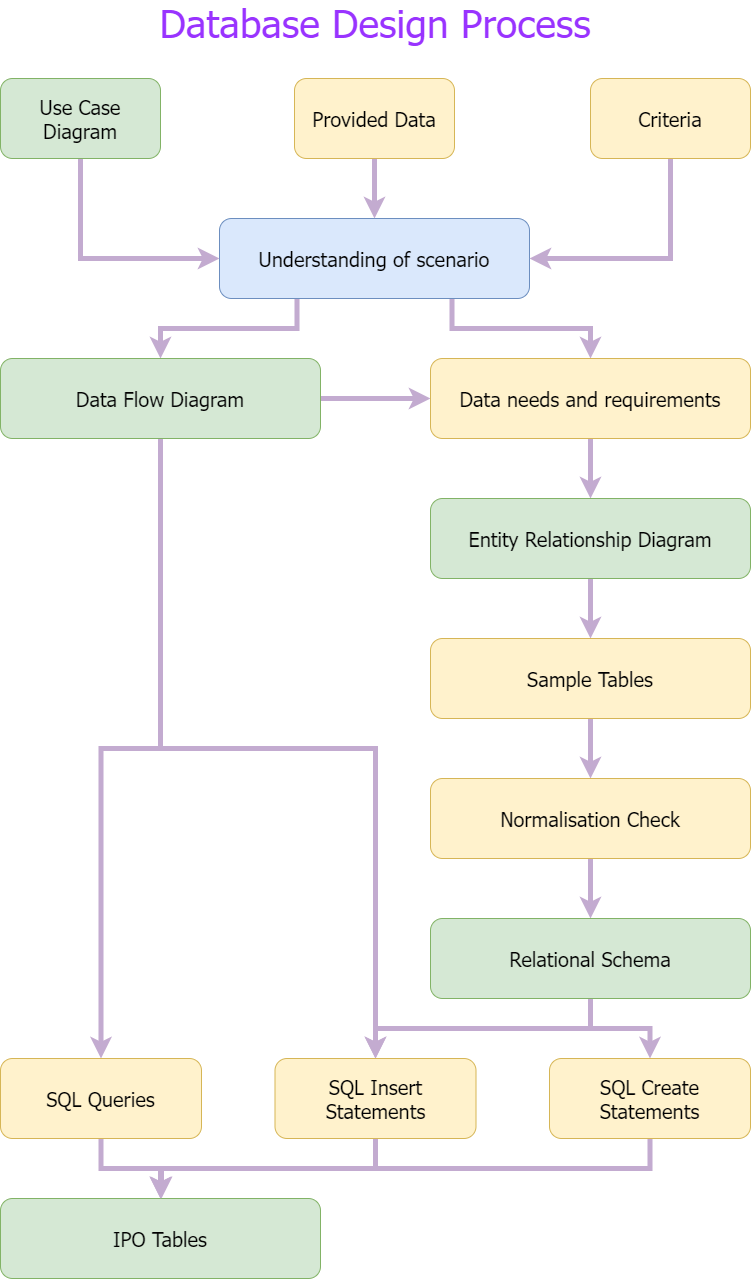 Database Design Process
Use Case
Diagram
Provided Data
Criteria
Understanding of scenario
Data Flow Diagram
Data needs and requirements
Entity Relationship Diagram
Sample Tables
Normalisation Check
Relational Schema
SQL Queries
SQL Insert
Statements
SQL Create
Statements
IPO Tables